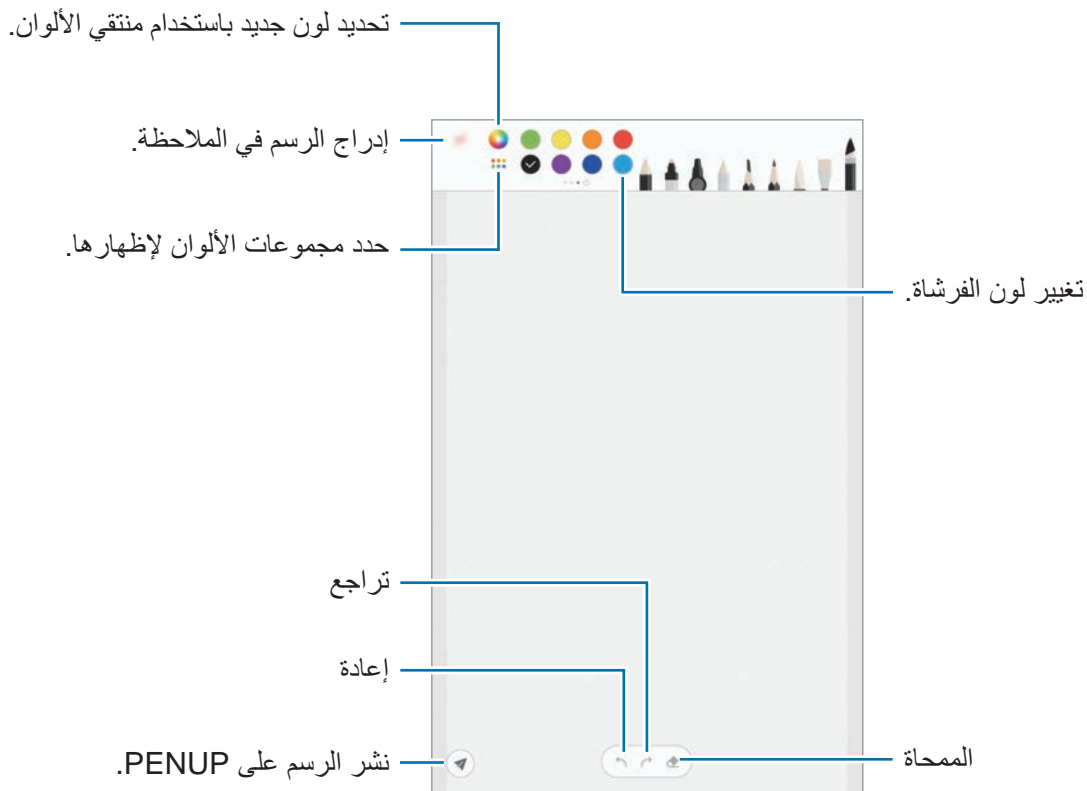 تحديد لون جديد باستخدام منتقي الألوان.
إدراج الرسم في الملاحظة.
حدد مجموعات الألوان لإظهارها.
تغيير لون الفرشاة.
تراجع
إعادة
الممحاة
نشر الرسم على PENUP.